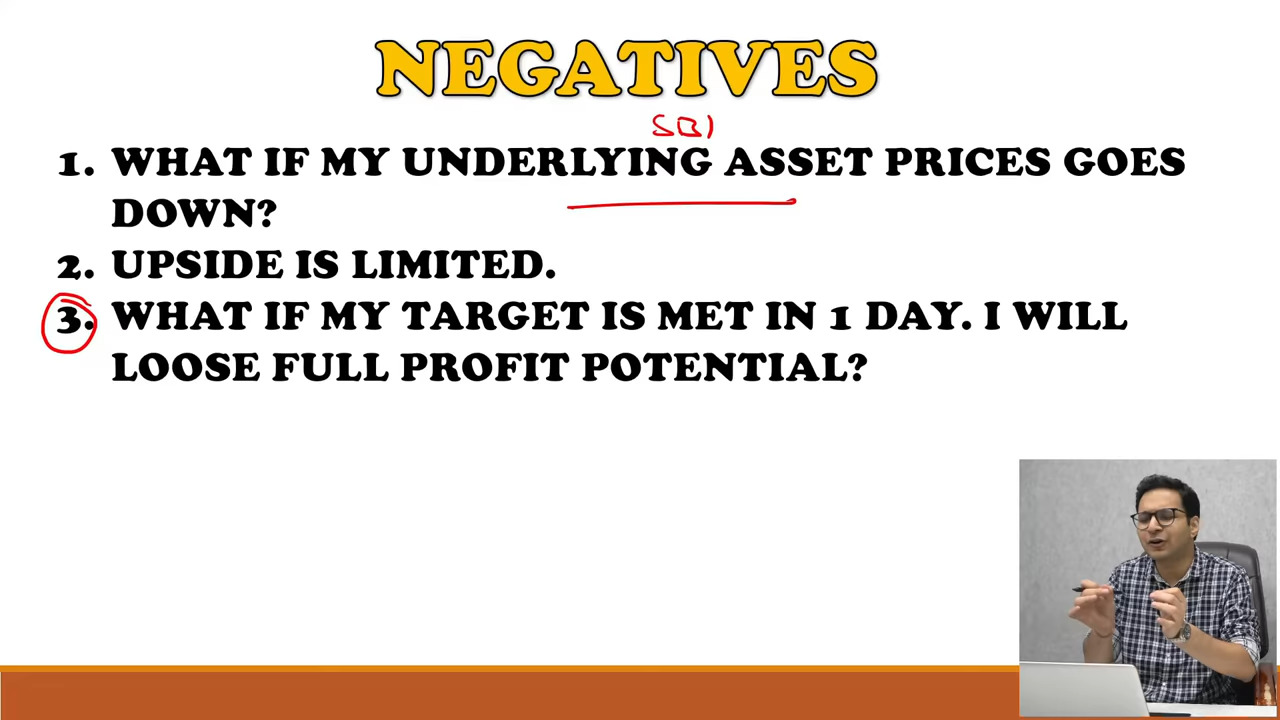 NEGATIVES
SBI
1. WHAT IF MY UNDERLYING ASSET PRICES GOES
DOWN?
2. UPSIDE IS LIMITED.
3. WHAT IF MY TARGET IS MET IN 1 DAY. I WILL
LOOSE FULL PROFIT POTENTIAL?